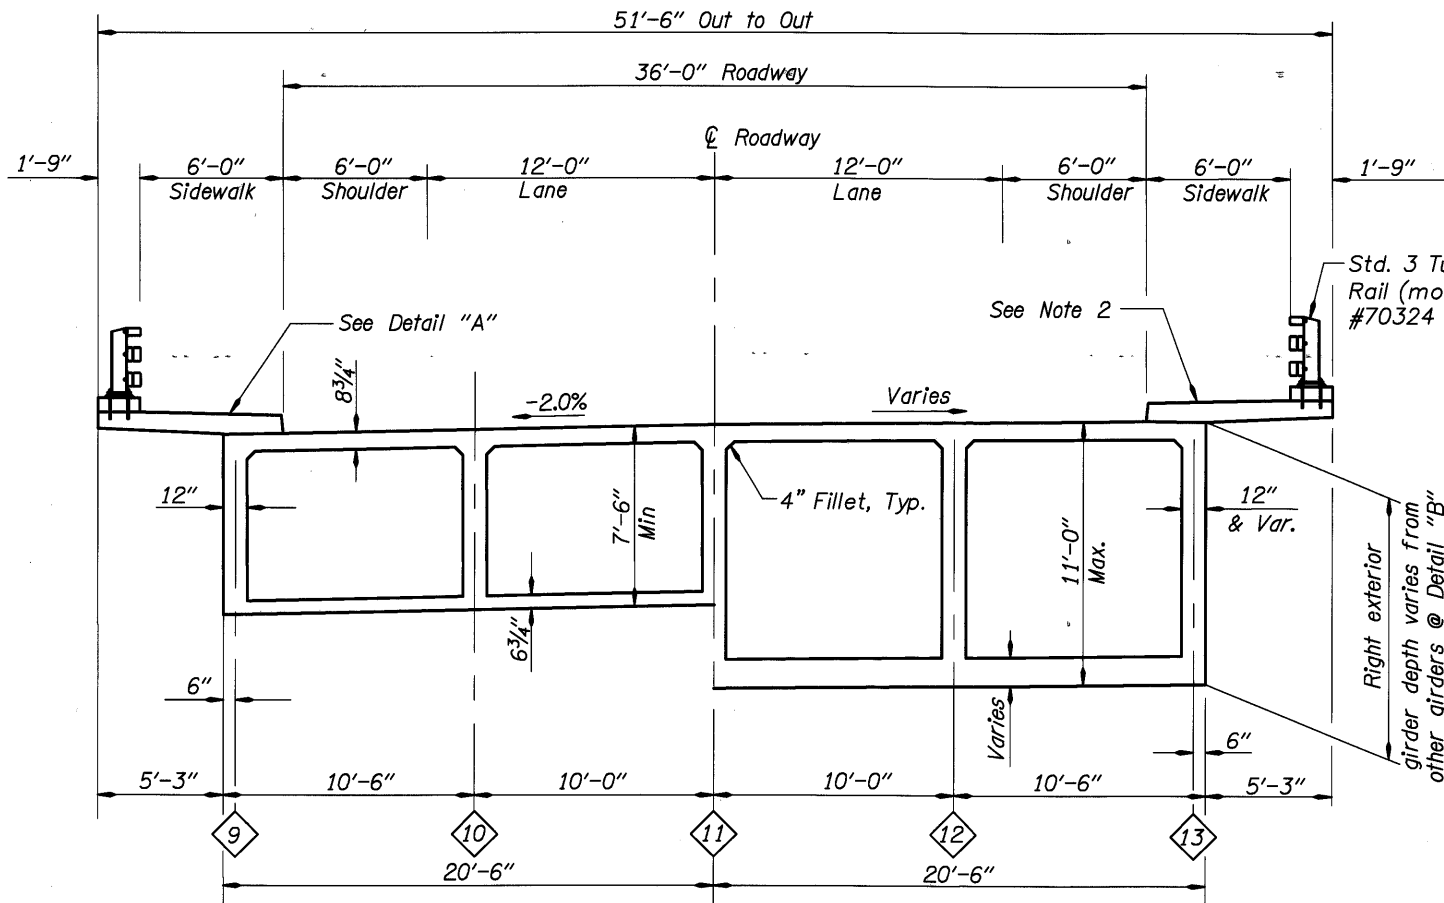 51'-6" Out to Out
36'-0" Roadway
℄ Roadway
1'-9"
6'-0"
Sidewalk
6'-0"
Shoulder
12'-0"
Lane
12'-0"
Lane
6'-0"
Shoulder
6'-0"
Sidewalk
1'-9"
Std. 3 Tu
Rail (mo
#70324
See Detail "A"
See Note 2
8¾"
-2.0%
Varies
12"
7'-6"
Min
4" Fillet, Typ.
11'-0"
Max.
12"
& Var.
Right exterior
girder depth varies from
other girders @ Detail "B"
6¾"
6"
Varies
6"
5'-3"
10'-6"
10'-0"
10'-0"
10'-6"
5'-3"
9
10
11
12
13
20'-6"
20'-6"